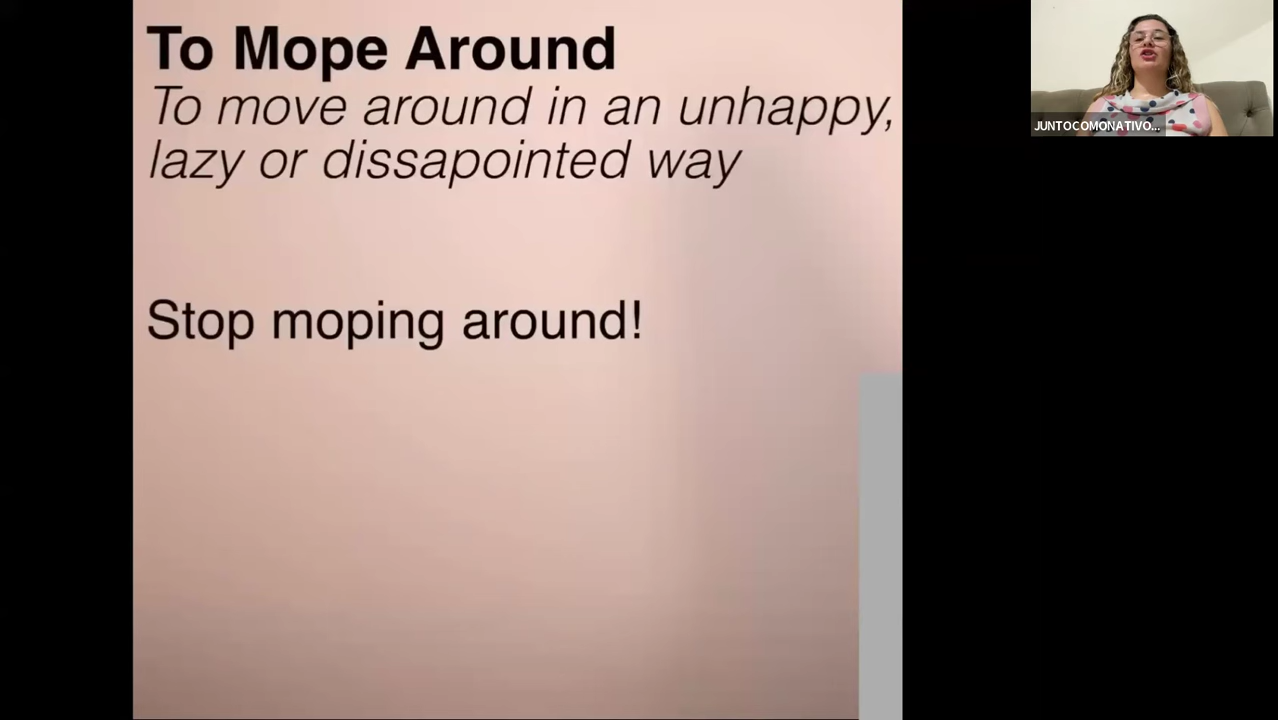 To Mope Around
To move around in an unhappy,
lazy or dissapointed way
Stop moping around!
JUNTOCOMONATIVO...